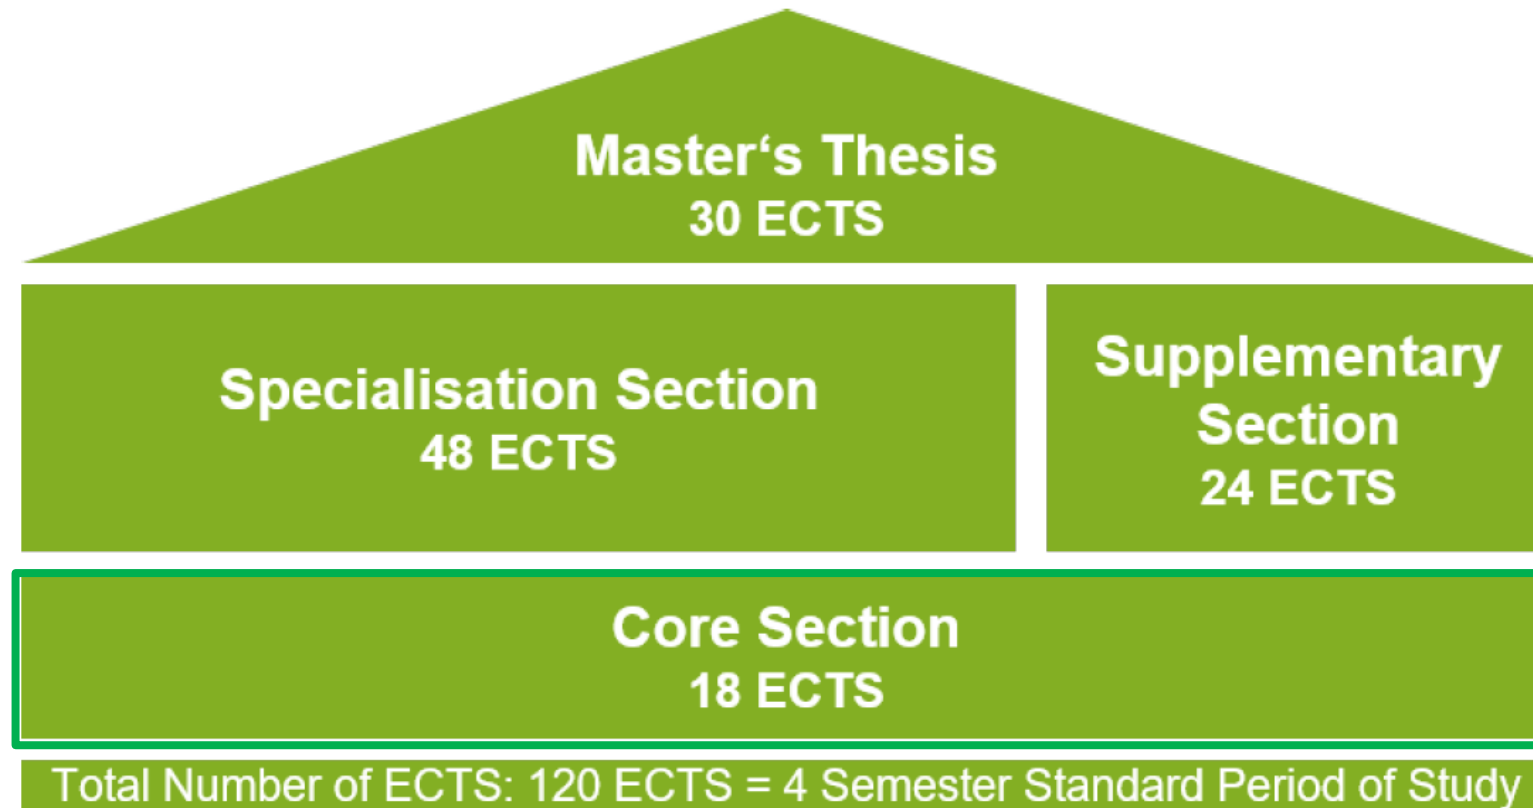 Master‘s Thesis
30 ECTS
Specialisation Section
48 ECTS
Supplementary
Section
24 ECTS
Core Section
18 ECTS
Total Number of ECTS: 120 ECTS = 4 Semester Standard Period of Study